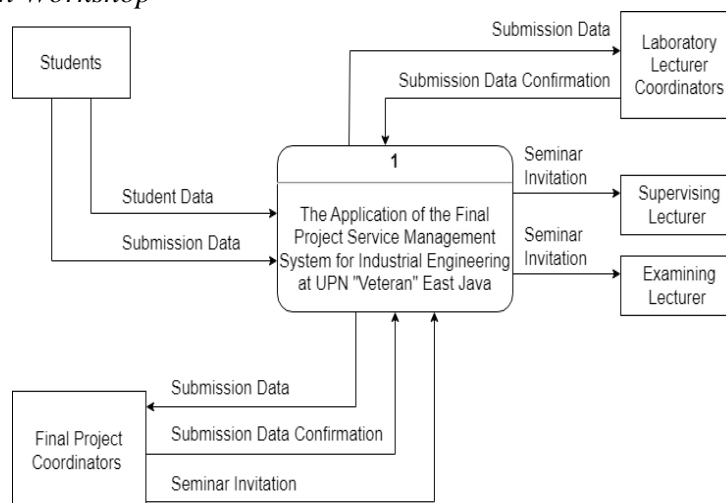 Workshop
Submission Data
Laboratory
Lecturer
Coordinators
Students
Submission Data Confirmation
1
Seminar
Invitation
Student Data
The Application of the Final
Project Service Management
System for Industrial Engineering
at UPN "Veteran" East Java
Supervising
Lecturer
Submission Data
Seminar
Invitation
Examining
Lecturer
Submission Data
Final Project
Coordinators
Submission Data Confirmation
Seminar Invitation